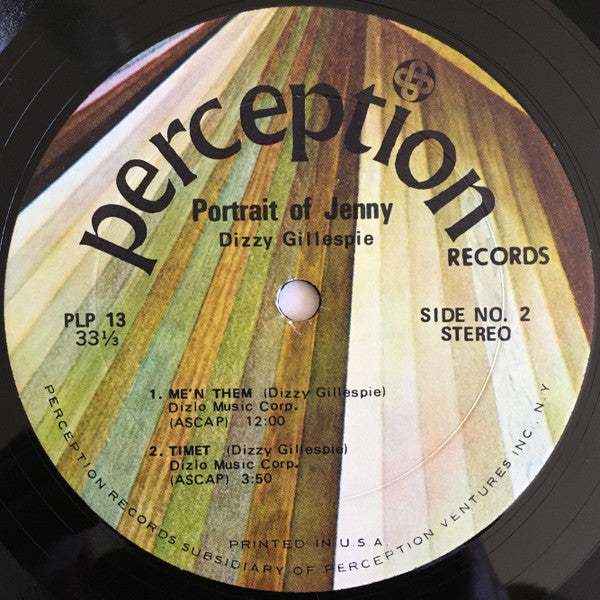 perception
RECORDS
Portrait of Jenny
Dizzy Gillespie
PLP 13
33⅓
SIDE NO. 2
STEREO
1. ME'N THEM (Dizzy Gillespie)
Dizlo Music Corp.
(ASCAP) 12:00
2. TIMET (Dizzy Gillespie)
Dizlo Music Corp.
(ASCAP) 3:50
PRINTED IN U.S.A.
PERCEPTION RECORDS SUBSIDIARY OF PERCEPTION VENTURES INC., N.Y.